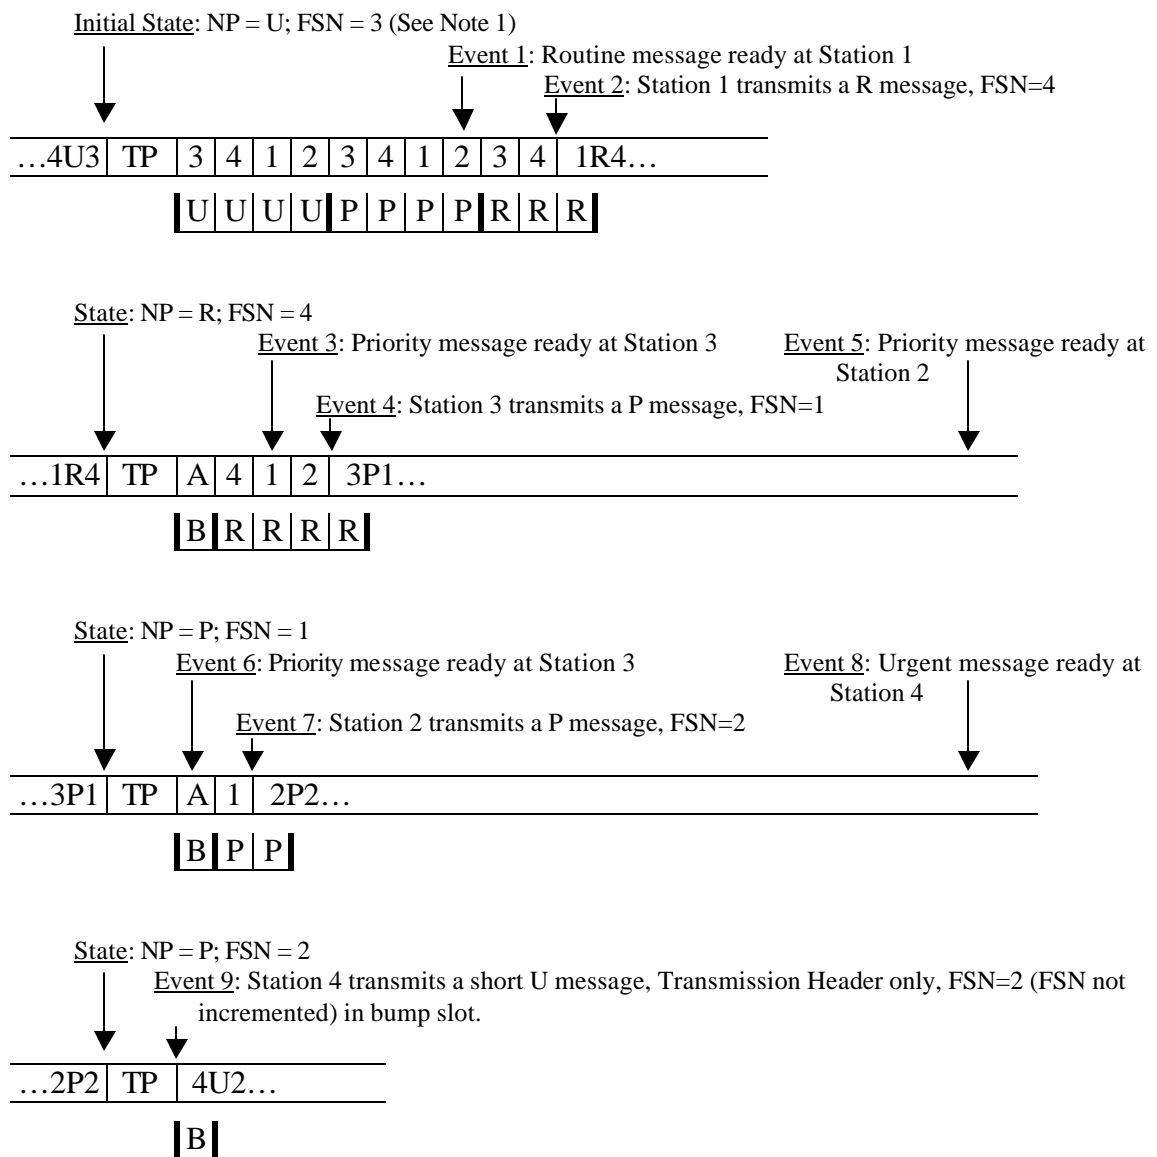 Initial State: NP = U; FSN = 3 (See Note 1)
Event 1: Routine message ready at Station 1
Event 2: Station 1 transmits a R message, FSN=4
…4U3 TP 3 4 1 2 3 4 1 2 3 4 1R4…
U U U U P P P P R R R
State: NP = R; FSN = 4
Event 3: Priority message ready at Station 3
Event 5: Priority message ready at
Station 2
Event 4: Station 3 transmits a P message, FSN=1
…1R4 TP A 4 1 2 3P1…
B R R R R
State: NP = P; FSN = 1
Event 6: Priority message ready at Station 3
Event 8: Urgent message ready at
Station 4
Event 7: Station 2 transmits a P message, FSN=2
…3P1 TP A 1 2P2…
B P P
State: NP = P; FSN = 2
Event 9: Station 4 transmits a short U message, Transmission Header only, FSN=2 (FSN not
incremented) in bump slot.
…2P2 TP 4U2…
B